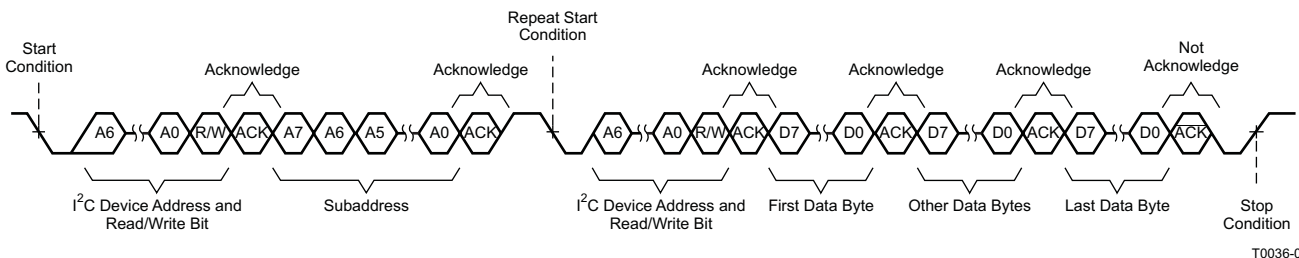 Repeat Start
Condition
Start
Condition
Not
Acknowledge
Acknowledge
Acknowledge
Acknowledge
Acknowledge
Acknowledge
A6 A0 R/W ACK A7 A6 A5 A0 ACK A6 A0 R/W ACK D7 D0 ACK D7 D0 ACK D7 D0 ACK
I2C Device Address and
Read/Write Bit
Subaddress
I2C Device Address and
Read/Write Bit
First Data Byte
Other Data Bytes
Last Data Byte
Stop
Condition
T0036-0